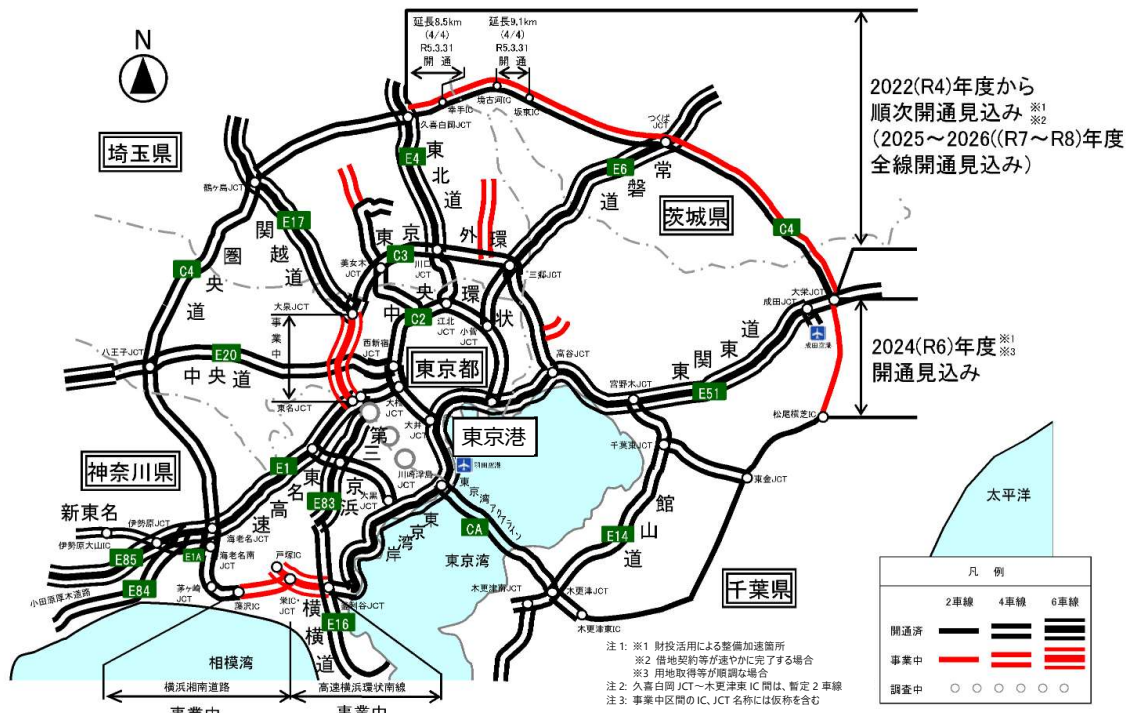 延長8.5km
(4/4)
R5.3.31
開通
延長9.1km
(4/4)
R5.3.31
開通
N
2022(R4)年度から
順次開通見込み ※1 ※2
(2025～2026((R7～R8)年度
全線開通見込み)
埼玉県
幸手IC
境古河IC
坂東IC
久喜白岡JCT
つくばJCT
E4
東北道
E6
常磐道
茨城県
鶴ヶ島JCT
E17
関越道
C4
圏央道
東京外環
C3
C4
美女木JCT
川口JCT
三郷JCT
中央環状
C2
江北JCT
小菅JCT
大泉JCT
事業中
大栄JCT
成田JCT
成田空港
東関東道
E51
2024(R6)年度 ※1 ※3
開通見込み
八王子JCT
E20
中央道
西新宿JCT
東京都
高谷JCT
宮野木JCT
東名JCT
大橋JCT
大井JCT
東京港
千葉東JCT
松尾横芝IC
第三京浜
神奈川県
E1
東名高速
E83
大黒JCT
川崎浮島JCT
羽田空港
東京湾アクアライン
東金JCT
太平洋
新東名
伊勢原JCT
伊勢原大山IC
海老名JCT
E1A
海老名南JCT
E85
E84
小田原厚木道路
茅ヶ崎JCT
藤沢IC
戸塚IC
栄IC・JCT
釜利谷JCT
東京湾岸道
CA
東京湾
E14
館山道
木更津南JCT
木更津JCT
木更津東IC
千葉県
E16
横横道
相模湾
横浜湘南道路
高速横浜環状南線
事業中
事業中
凡　例
2車線　4車線　6車線
開通済
事業中
調査中
注1: ※1 財投活用による整備加速箇所
※2 借地契約等が速やかに完了する場合
※3 用地取得等が順調な場合
注2: 久喜白岡JCT～木更津東IC間は、暫定2車線
注3: 事業中区間のIC、JCT名称には仮称を含む